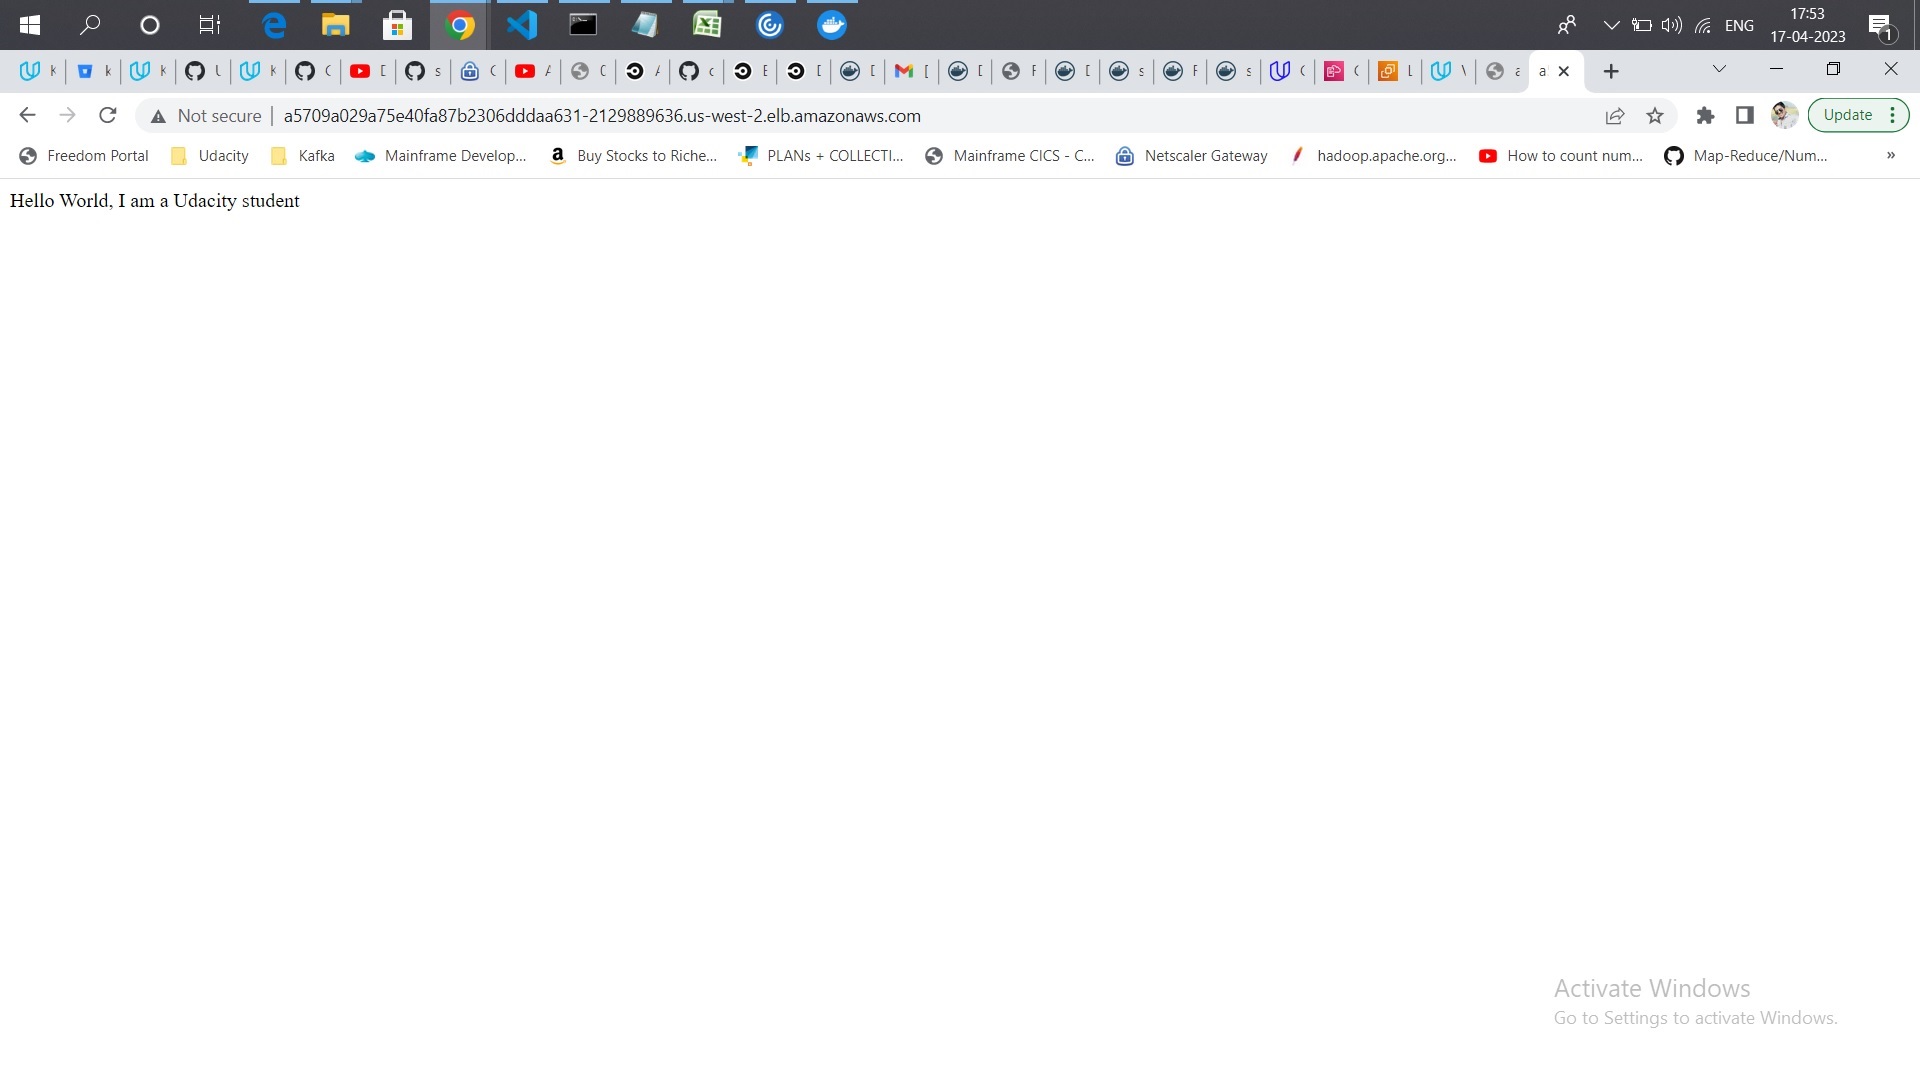 ENG
17:53
17-04-2023
1
Not secure
a5709a029a75e40fa87b2306dddaa631-2129889636.us-west-2.elb.amazonaws.com
Update
Freedom Portal
Udacity
Kafka
Mainframe Develop...
Buy Stocks to Riche...
PLANs + COLLECTI...
Mainframe CICS - C...
Netscaler Gateway
hadoop.apache.org...
How to count num...
Map-Reduce/Num...
»
Hello World, I am a Udacity student
Activate Windows
Go to Settings to activate Windows.